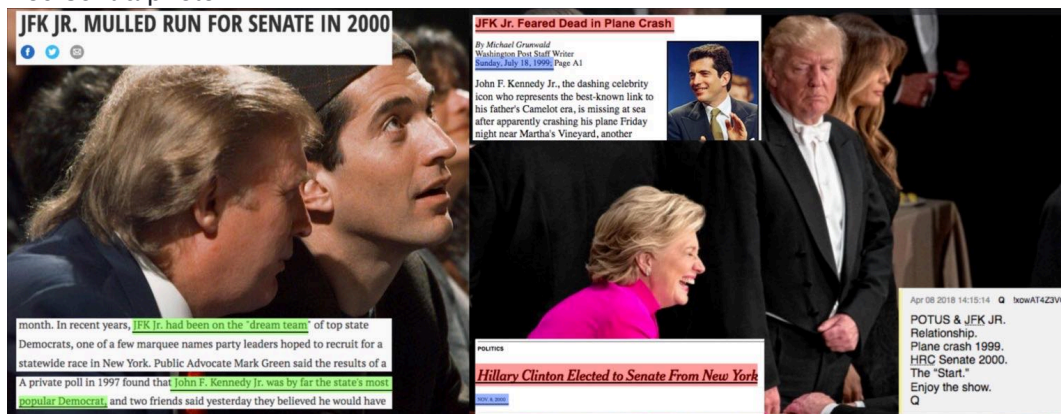 JFK JR. MULLED RUN FOR SENATE IN 2000
month. In recent years, JFK Jr. had been on the "dream team" of top state
Democrats, one of a few marquee names party leaders hoped to recruit for a
statewide race in New York. Public Advocate Mark Green said the results of a
A private poll in 1997 found that John F. Kennedy Jr. was by far the state's most
popular Democrat, and two friends said yesterday they believed he would have
JFK Jr. Feared Dead in Plane Crash
By Michael Grunwald
Washington Post Staff Writer
Sunday, July 18, 1999; Page A1
John F. Kennedy Jr., the dashing celebrity
icon who represents the best-known link to
his father's Camelot era, is missing at sea
after apparently crashing his plane Friday
night near Martha's Vineyard, another
POLITICS
Hillary Clinton Elected to Senate From New York
NOV. 8, 2000
Apr 08 2018 14:15:14 Q !xowAT4Z3V
POTUS & JFK JR.
Relationship.
Plane crash 1999.
HRC Senate 2000.
The "Start."
Enjoy the show.
Q